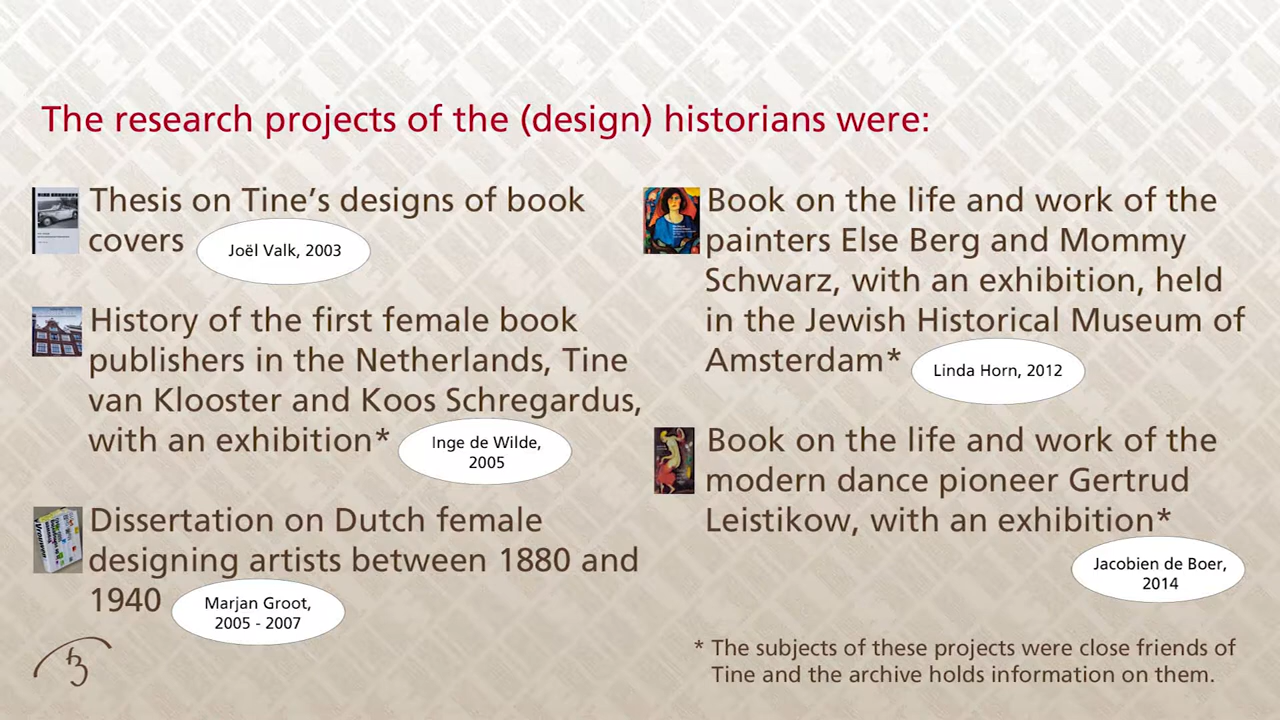 The research projects of the (design) historians were:
Thesis on Tine's designs of book
covers
Joël Valk, 2003
History of the first female book
publishers in the Netherlands, Tine
van Klooster and Koos Schregardus,
with an exhibition*
Inge de Wilde,
2005
Dissertation on Dutch female
designing artists between 1880 and
1940
Marjan Groot,
2005 - 2007
Book on the life and work of the
painters Else Berg and Mommy
Schwarz, with an exhibition, held
in the Jewish Historical Museum of
Amsterdam*
Linda Horn, 2012
Book on the life and work of the
modern dance pioneer Gertrud
Leistikow, with an exhibition*
Jacobien de Boer,
2014
* The subjects of these projects were close friends of
Tine and the archive holds information on them.